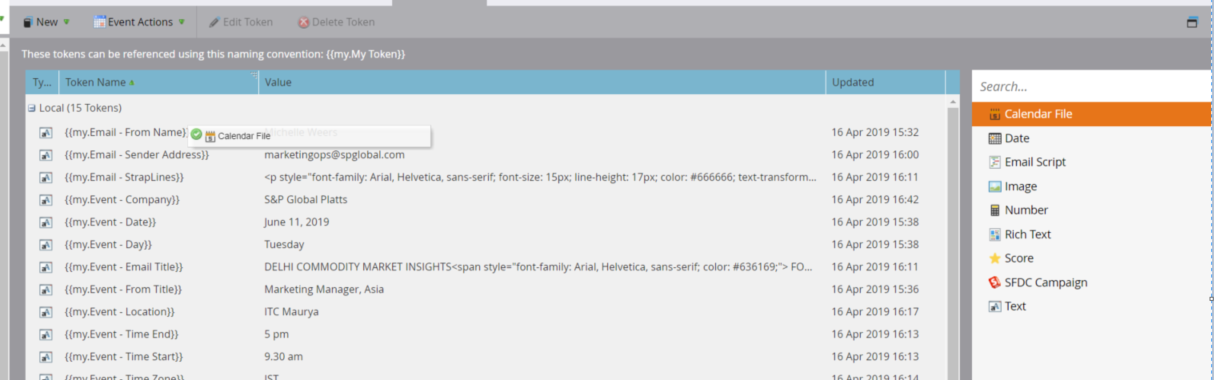 New Event Actions Edit Token Delete Token
These tokens can be referenced using this naming convention: {{my.My Token}}
Ty... Token Name Value Updated
Search...
Local (15 Tokens)
Calendar File
{{my.Email - From Name}} Calendar File Michelle Weers 16 Apr 2019 15:32
Date
{{my.Email - Sender Address}} marketingops@spglobal.com 16 Apr 2019 16:00
Email Script
{{my.Email - StrapLines}} <p style="font-family: Arial, Helvetica, sans-serif; font-size: 15px; line-height: 17px; color: #666666; text-transform... 16 Apr 2019 16:11
Image
{{my.Event - Company}} S&P Global Platts 16 Apr 2019 16:42
Number
{{my.Event - Date}} June 11, 2019 16 Apr 2019 15:38
Rich Text
{{my.Event - Day}} Tuesday 16 Apr 2019 15:38
Score
{{my.Event - Email Title}} DELHI COMMODITY MARKET INSIGHTS<span style="font-family: Arial, Helvetica, sans-serif; color: #636169;"> FO... 16 Apr 2019 16:11
SFDC Campaign
{{my.Event - From Title}} Marketing Manager, Asia 16 Apr 2019 15:36
Text
{{my.Event - Location}} ITC Maurya 16 Apr 2019 16:17
{{my.Event - Time End}} 5 pm 16 Apr 2019 16:13
{{my.Event - Time Start}} 9.30 am 16 Apr 2019 16:13
{{my.Event - Time Zone}} IST 16 Apr 2019 16:14